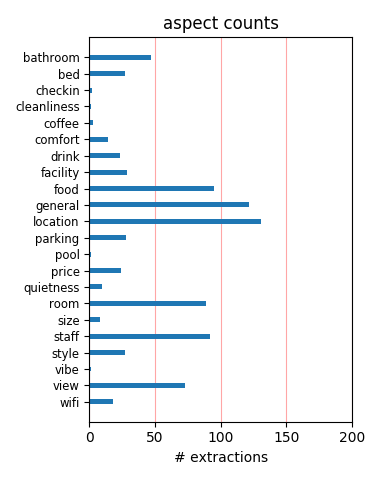 aspect counts
bathroom
bed
checkin
cleanliness
coffee
comfort
drink
facility
food
general
location
parking
pool
price
quietness
room
size
staff
style
vibe
view
wifi
0 50 100 150 200
# extractions